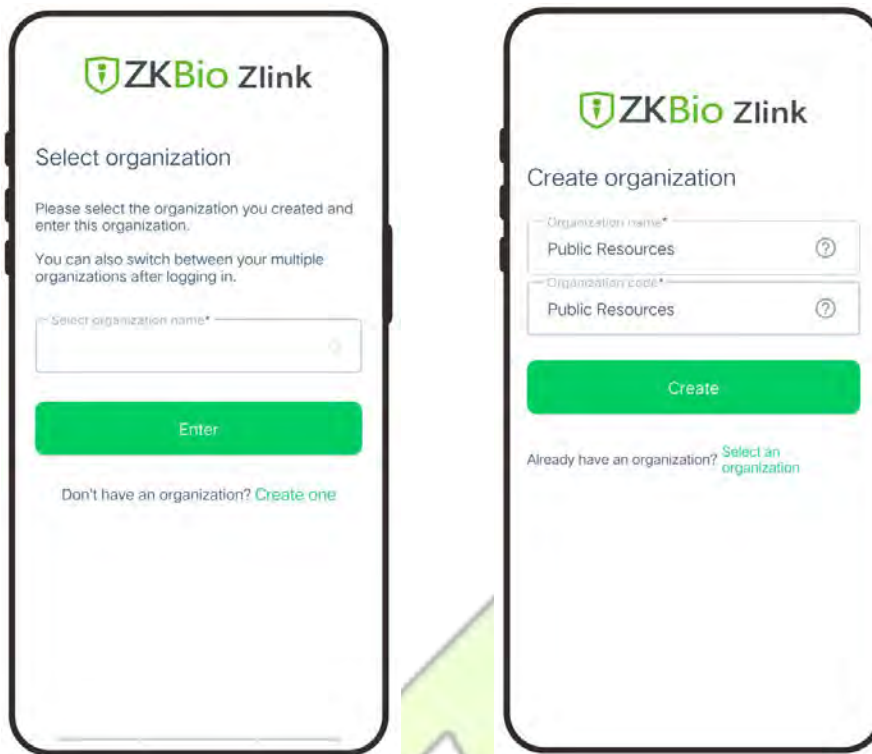 ZKBio Zlink
Select organization
Please select the organization you created and
enter this organization.
You can also switch between your multiple
organizations after logging in.
Select organization name*
Enter
Don't have an organization? Create one
ZKBio Zlink
Create organization
Organization name*
Public Resources
Organization code*
Public Resources
Create
Already have an organization? Select an
organization